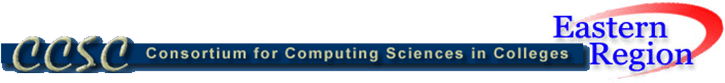 CCSC Consortium for Computing Sciences in Colleges
Eastern
Region